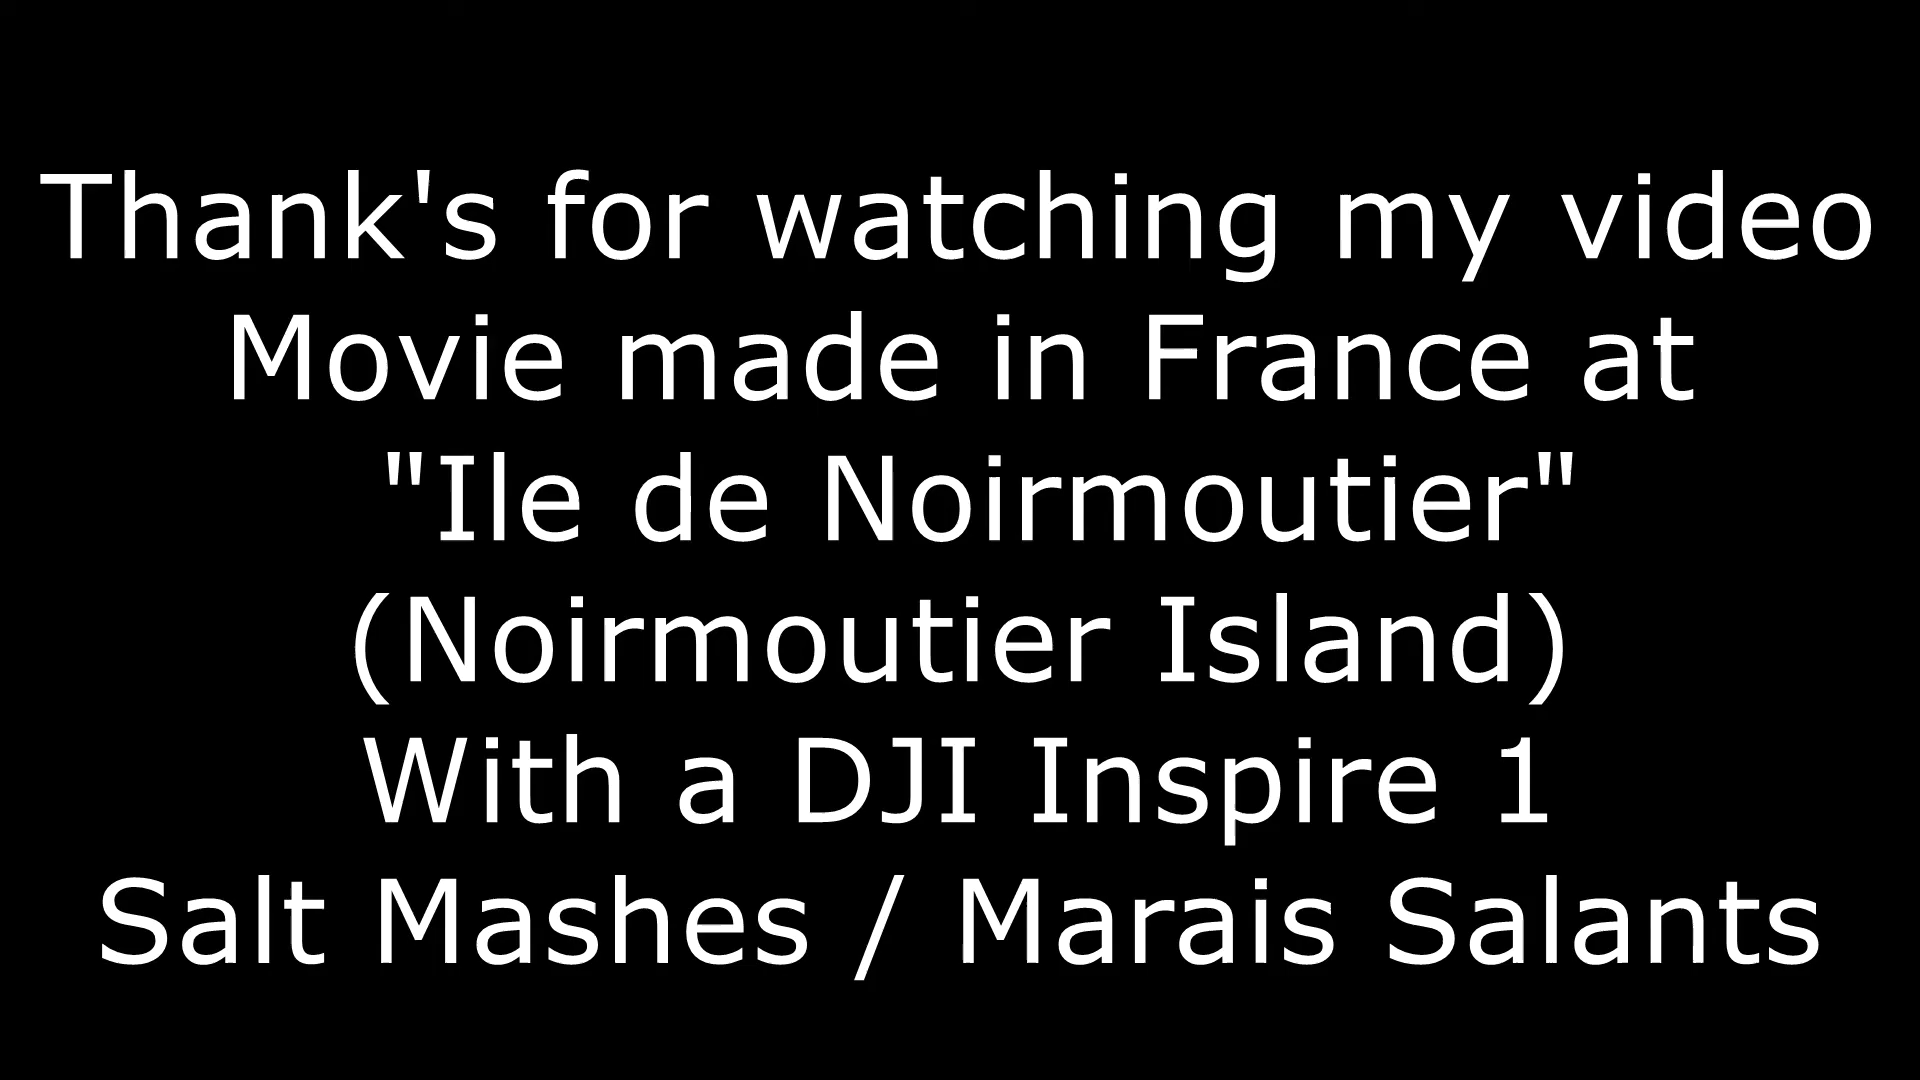 Thank's for watching my video
Movie made in France at
"Ile de Noirmoutier"
(Noirmoutier Island)
With a DJI Inspire 1
Salt Mashes / Marais Salants